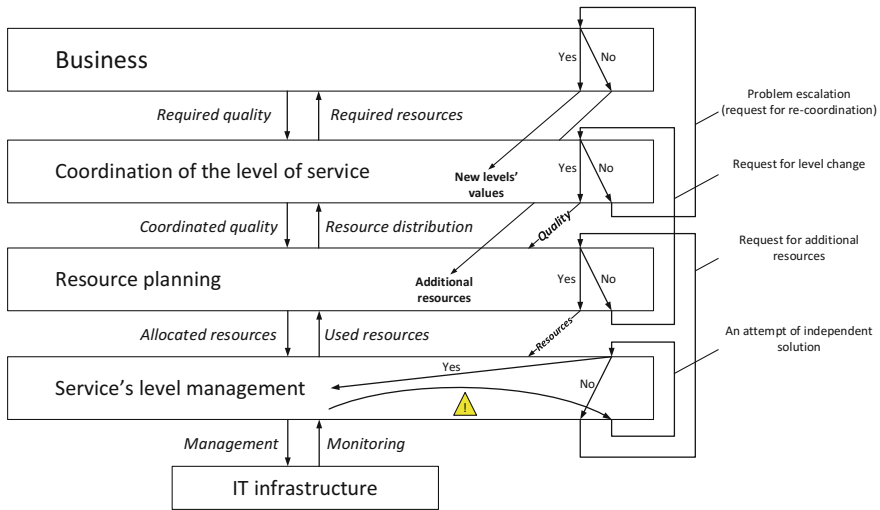 Business
Yes
No
Problem escalation
(request for re-coordination)
Required quality
Required resources
Coordination of the level of service
New levels'
values
Yes
No
Request for level change
Coordinated quality
Resource distribution
Quality
Request for additional
resources
Resource planning
Additional
resources
Yes
No
Allocated resources
Used resources
Resources
An attempt of independent
solution
Service's level management
Yes
No
!
Management
Monitoring
IT infrastructure